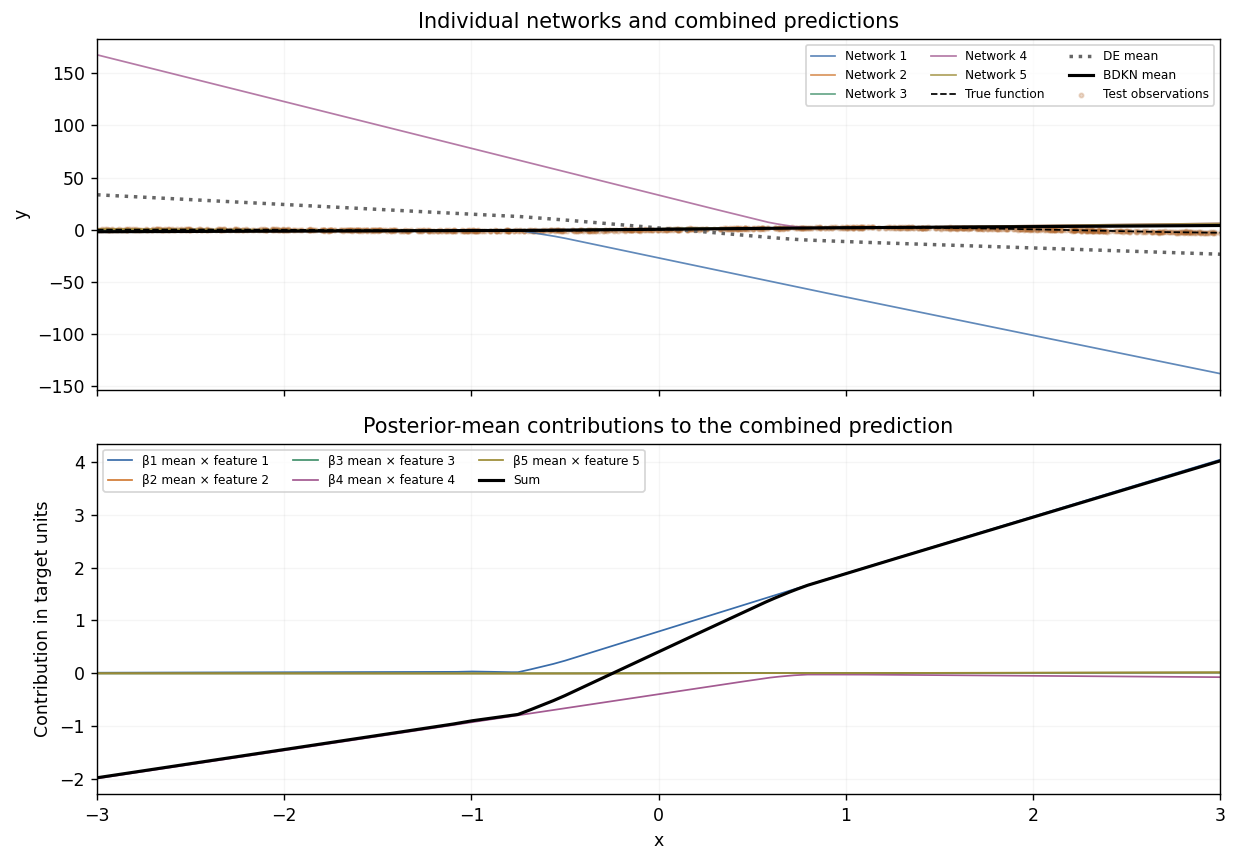 Individual networks and combined predictions
150
100
50
0
−50
−100
−150
y
Network 1
Network 2
Network 3
Network 4
Network 5
True function
DE mean
BDKN mean
Test observations
Posterior-mean contributions to the combined prediction
4
3
2
1
0
−1
−2
Contribution in target units
β1 mean × feature 1
β2 mean × feature 2
β3 mean × feature 3
β4 mean × feature 4
β5 mean × feature 5
Sum
−3 −2 −1 0 1 2 3
x